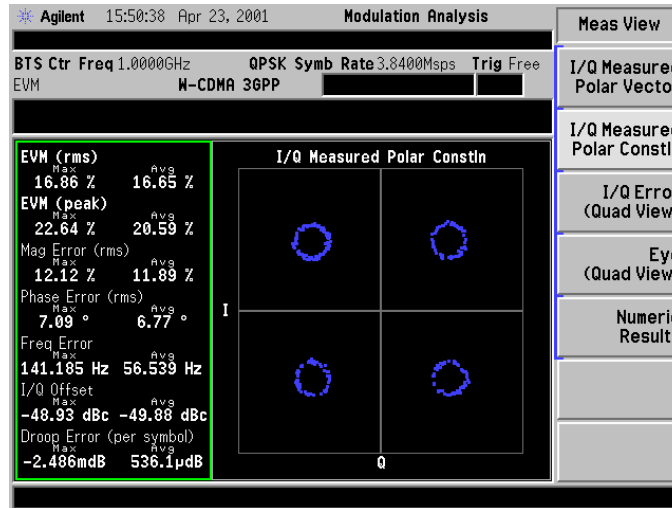 Agilent 15:50:38 Apr 23, 2001 Modulation Analysis
BTS Ctr Freq 1.0000GHz QPSK Symb Rate 3.8400Msps Trig Free
EVM W-CDMA 3GPP
EVM (rms)
Max Avg
16.86 % 16.65 %
EVM (peak)
Max Avg
22.64 % 20.59 %
Mag Error (rms)
Max Avg
12.12 % 11.89 %
Phase Error (rms)
Max Avg
7.09 ° 6.77 °
Freq Error
Max Avg
141.185 Hz 56.539 Hz
I/Q Offset
Max Avg
-48.93 dBc -49.88 dBc
Droop Error (per symbol)
Max Avg
-2.486mdB 536.1µdB
I/Q Measured Polar Constln
I
Q
Meas View
I/Q Measured
Polar Vecto
I/Q Measured
Polar Constl
I/Q Erro
(Quad View
Ey
(Quad View
Numeri
Result